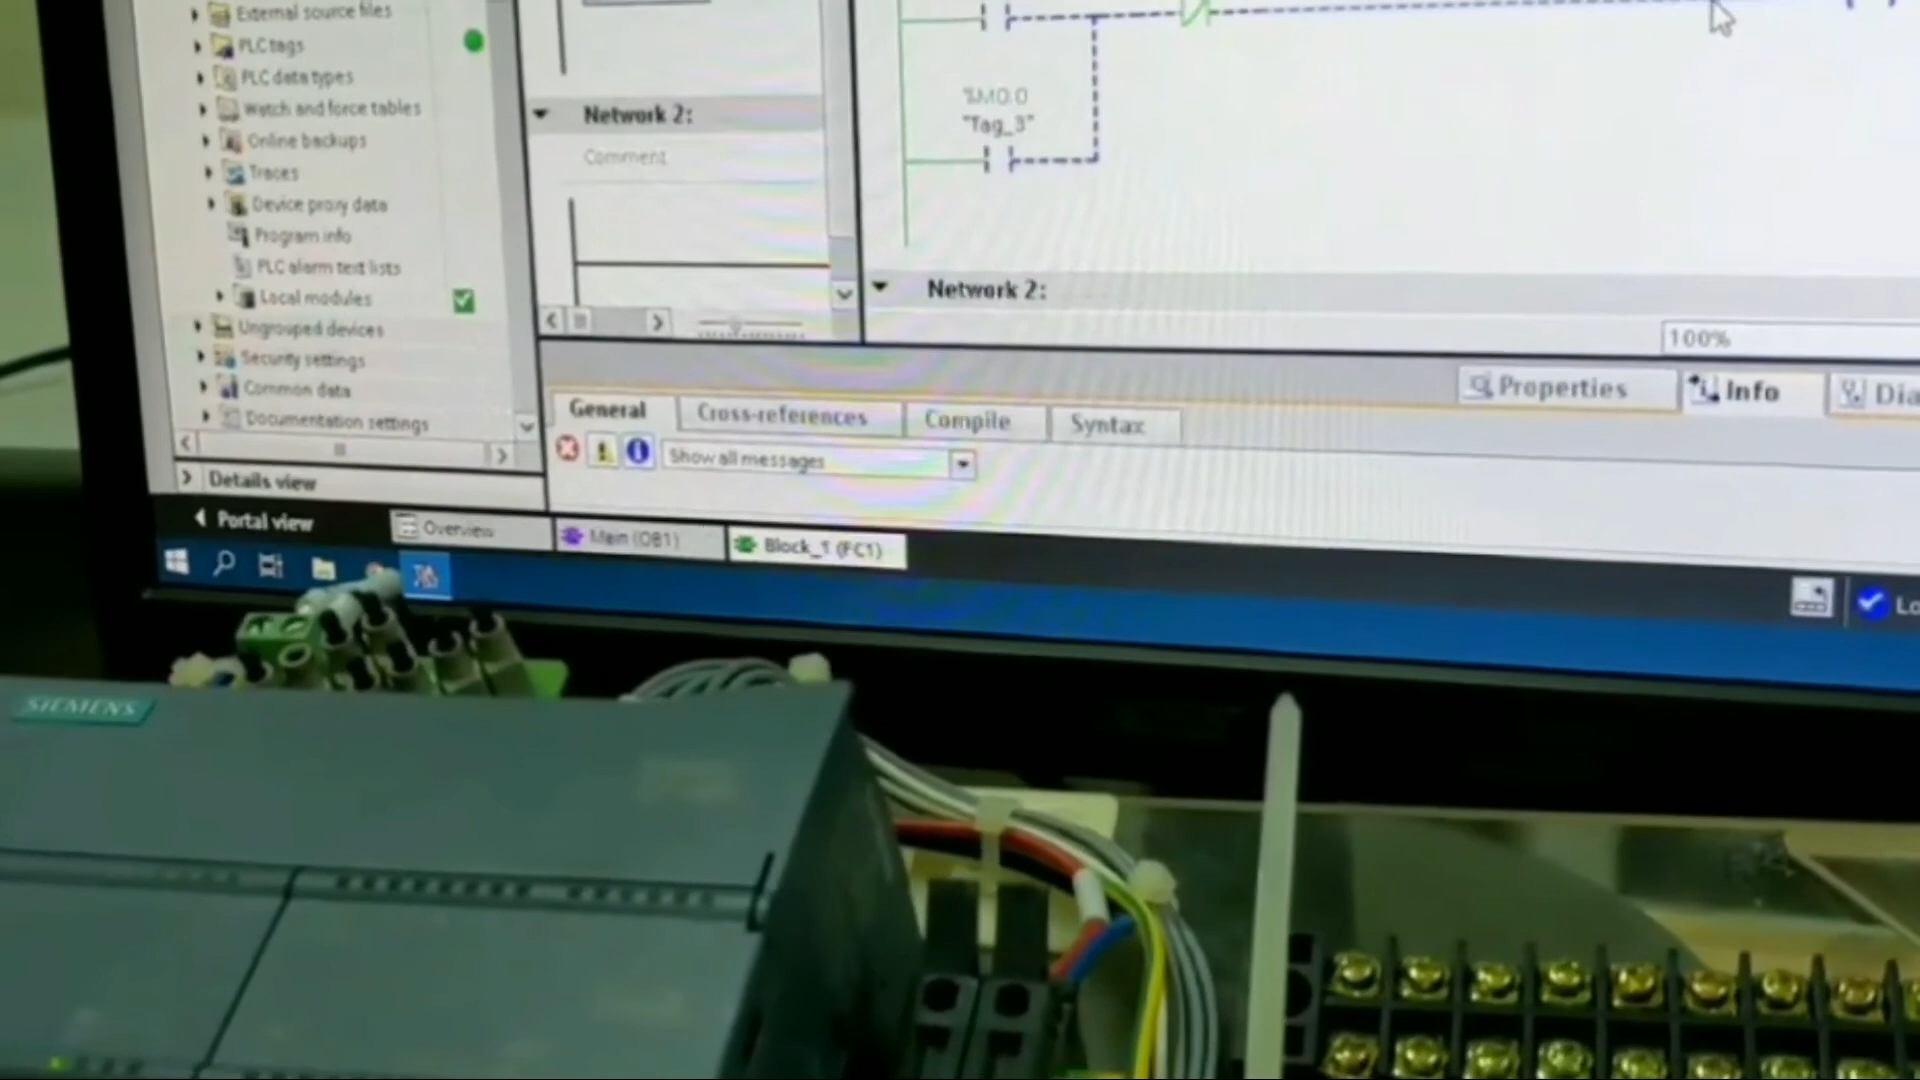 External source files
PLC tags
PLC data types
Watch and force tables
Online backups
Traces
Device proxy data
Program info
PLC alarm text lists
Local modules
Ungrouped devices
Security settings
Common data
Documentation settings
Details view
Network 2:
Comment
%M0.0
"Tag_3"
Network 2:
100%
Properties
Info
Dia
General
Cross-references
Compile
Syntax
Show all messages
Portal view
Overview
Main (OB1)
Block_1 (FC1)
Lo
SIEMENS